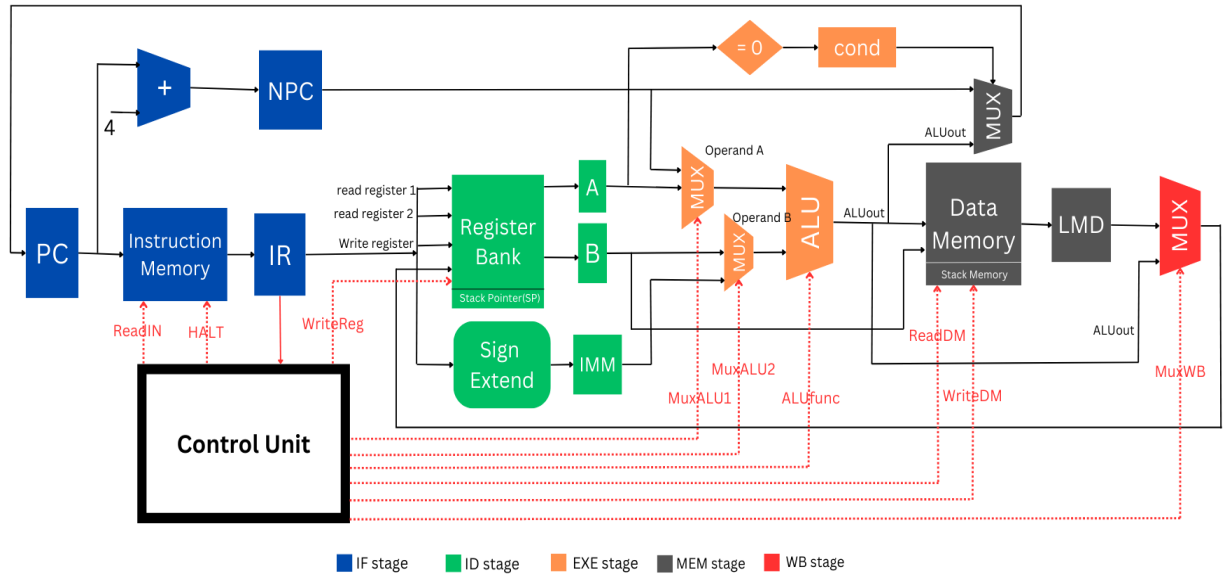 = 0
cond
+
NPC
4
MUX
ALUout
Operand A
read register 1
read register 2
Write register
A
MUX
Operand B
ALU
ALUout
Data
Memory
Stack Memory
LMD
MUX
PC
Instruction
Memory
IR
Register
Bank
Stack Pointer(SP)
B
MUX
ReadIN
HALT
WriteReg
Sign
Extend
IMM
ReadDM
ALUout
MuxALU2
MuxALU1
ALUfunc
WriteDM
MuxWB
Control Unit
IF stage
ID stage
EXE stage
MEM stage
WB stage